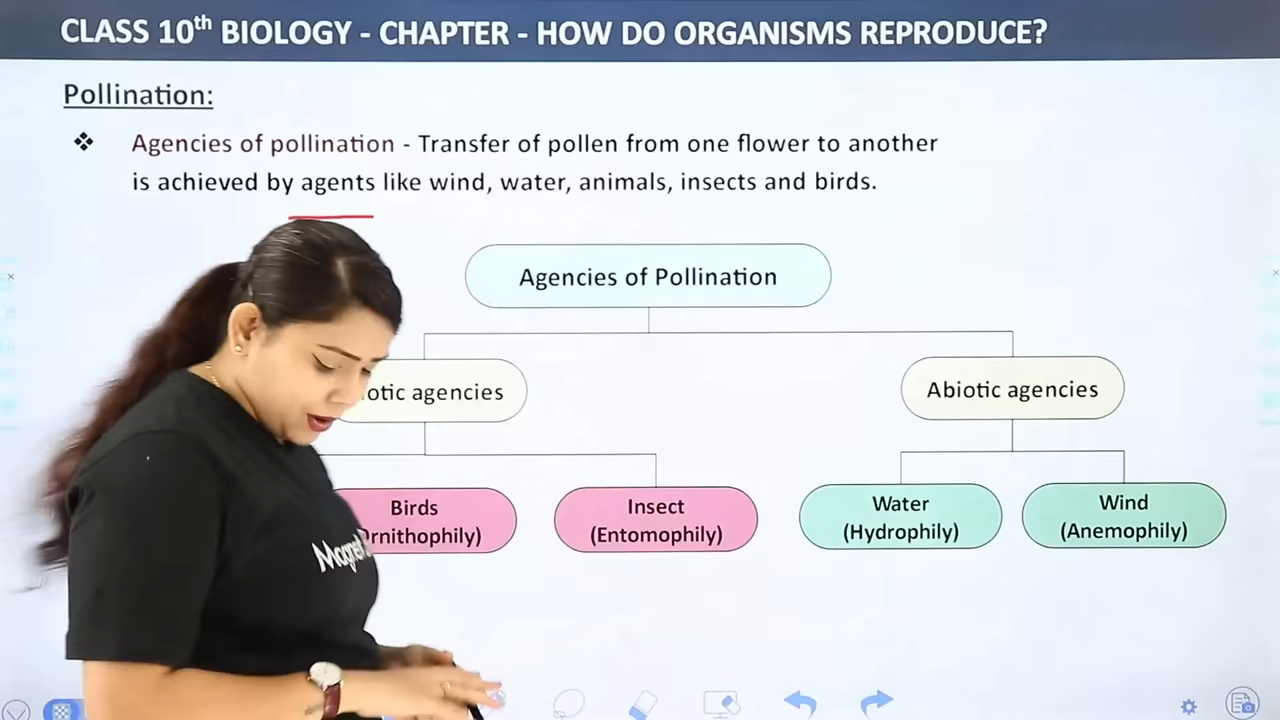 CLASS 10th BIOLOGY - CHAPTER - HOW DO ORGANISMS REPRODUCE?
Pollination:
❖ Agencies of pollination - Transfer of pollen from one flower to another
is achieved by agents like wind, water, animals, insects and birds.
Agencies of Pollination
agencies
Abiotic agencies
Birds
Insect
Water
Wind
(Entomophily)
(Hydrophily)
(Anemophily)